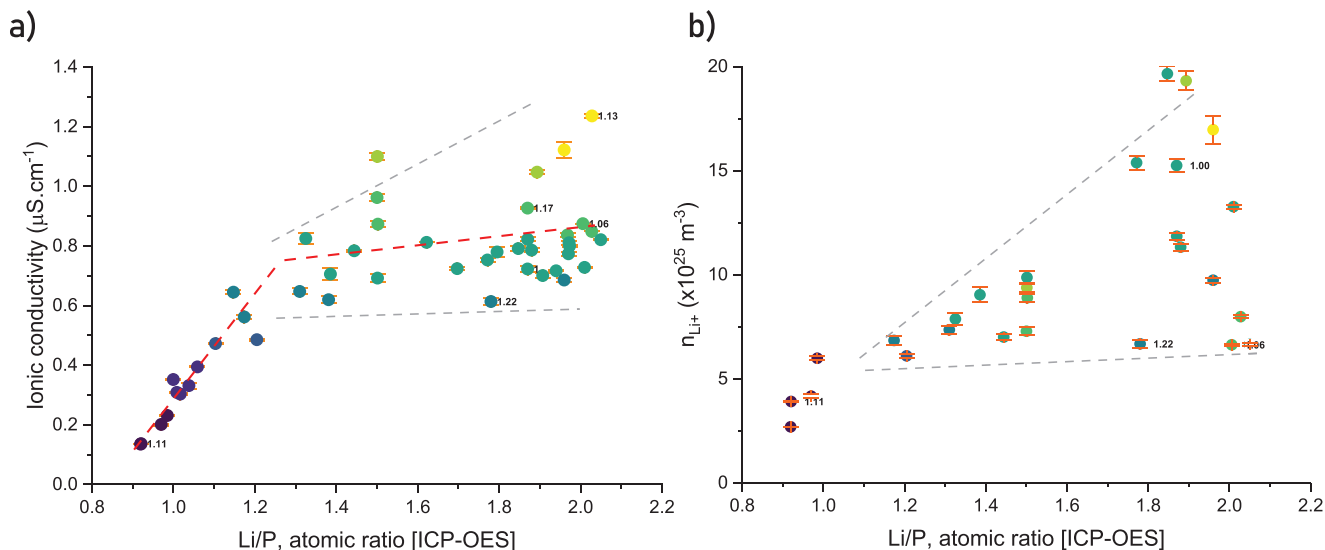 a)
1.4
1.2
1.0
0.8
0.6
0.4
0.2
0.0
0.8 1.0 1.2 1.4 1.6 1.8 2.0 2.2
Ionic conductivity (μS.cm⁻¹)
Li/P, atomic ratio [ICP-OES]
1.13
1.17
1.06
1
1.22
1.11
b)
20
15
10
5
0
0.8 1.0 1.2 1.4 1.6 1.8 2.0 2.2
n_Li+ (x10²⁵ m⁻³)
Li/P, atomic ratio [ICP-OES]
1.00
1.22
1.11